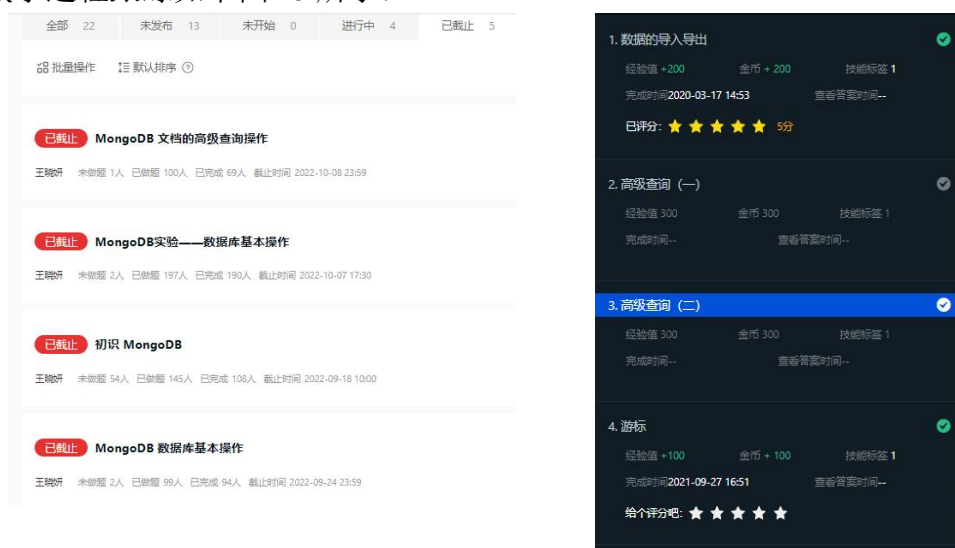 全部 22 未发布 13 未开始 0 进行中 4 已截止 5
批量操作 默认排序
已截止 MongoDB 文档的高级查询操作
王晓妍 未做题 1人 已做题 100人 已完成 69人 截止时间 2022-10-08 23:59
已截止 MongoDB实验——数据库基本操作
王晓妍 未做题 2人 已做题 197人 已完成 190人 截止时间 2022-10-07 17:30
已截止 初识 MongoDB
王晓妍 未做题 54人 已做题 145人 已完成 108人 截止时间 2022-09-18 10:00
已截止 MongoDB 数据库基本操作
王晓妍 未做题 2人 已做题 99人 已完成 94人 截止时间 2022-09-24 23:59
1. 数据的导入导出
经验值 +200 金币 + 200 技能标签 1
完成时间2020-03-17 14:53 查看答案时间--
已评分: 5分
2. 高级查询（一）
经验值 300 金币 300 技能标签 1
完成时间-- 查看答案时间--
3. 高级查询（二）
经验值 300 金币 300 技能标签 1
完成时间-- 查看答案时间--
4. 游标
经验值 +100 金币 + 100 技能标签 1
完成时间2021-09-27 16:51 查看答案时间--
给个评分吧: